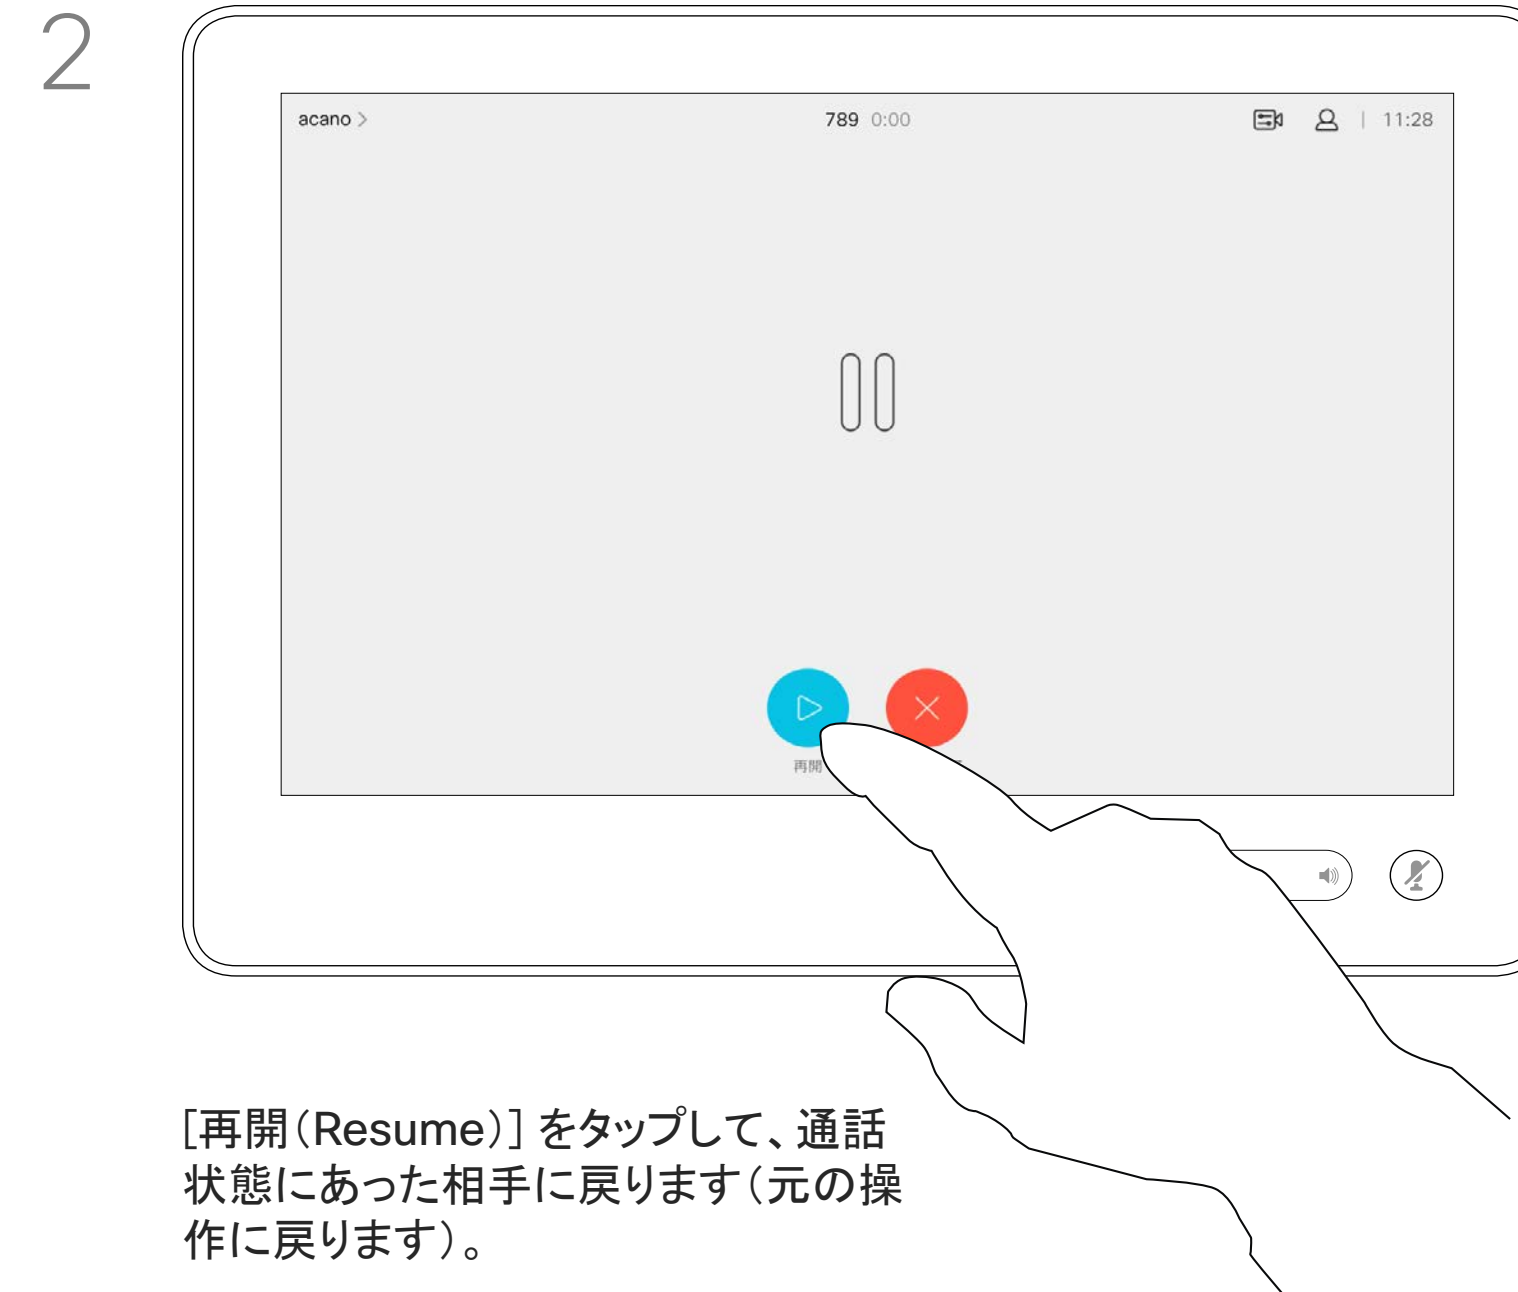 2
acano >
789 0:00
11:28
再開
[再開(Resume)] をタップして、通話
状態にあった相手に戻ります(元の操
作に戻ります)。